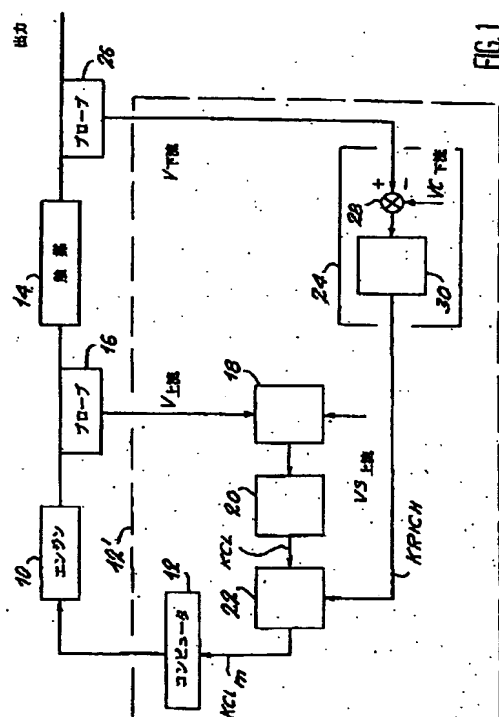 出力
プローブ
26
触媒
14
プローブ
16
エンジン
10
V下流
V上流
12'
コンピュータ
12
+
-
28
VC下流
24
30
18
VS上流
20
KCL
22
KRICH
KCLm
FIG. 1